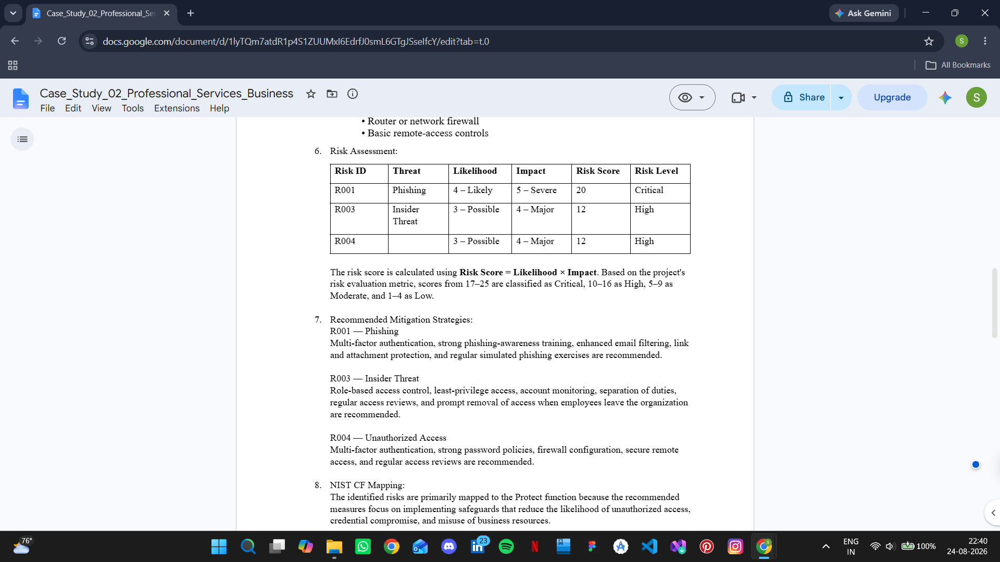 Case_Study_02_Professional_Ser
Ask Gemini
docs.google.com/document/d/1lyTQm7atdR1p4S1ZUUMxI6EdrfJ0smL6GTgJSselfcY/edit?tab=t.0
S
All Bookmarks
Case_Study_02_Professional_Services_Business
File Edit View Tools Extensions Help
Share
Upgrade
S
• Router or network firewall
• Basic remote-access controls
6. Risk Assessment:
Risk ID Threat Likelihood Impact Risk Score Risk Level
R001 Phishing 4 – Likely 5 – Severe 20 Critical
R003 Insider Threat 3 – Possible 4 – Major 12 High
R004 3 – Possible 4 – Major 12 High
The risk score is calculated using Risk Score = Likelihood × Impact. Based on the project's
risk evaluation metric, scores from 17–25 are classified as Critical, 10–16 as High, 5–9 as
Moderate, and 1–4 as Low.
7. Recommended Mitigation Strategies:
R001 — Phishing
Multi-factor authentication, strong phishing-awareness training, enhanced email filtering, link
and attachment protection, and regular simulated phishing exercises are recommended.
R003 — Insider Threat
Role-based access control, least-privilege access, account monitoring, separation of duties,
regular access reviews, and prompt removal of access when employees leave the organization
are recommended.
R004 — Unauthorized Access
Multi-factor authentication, strong password policies, firewall configuration, secure remote
access, and regular access reviews are recommended.
8. NIST CF Mapping:
The identified risks are primarily mapped to the Protect function because the recommended
measures focus on implementing safeguards that reduce the likelihood of unauthorized access,
credential compromise, and misuse of business resources.
76°
23
ENG
IN
100%
22:40
24-08-2026